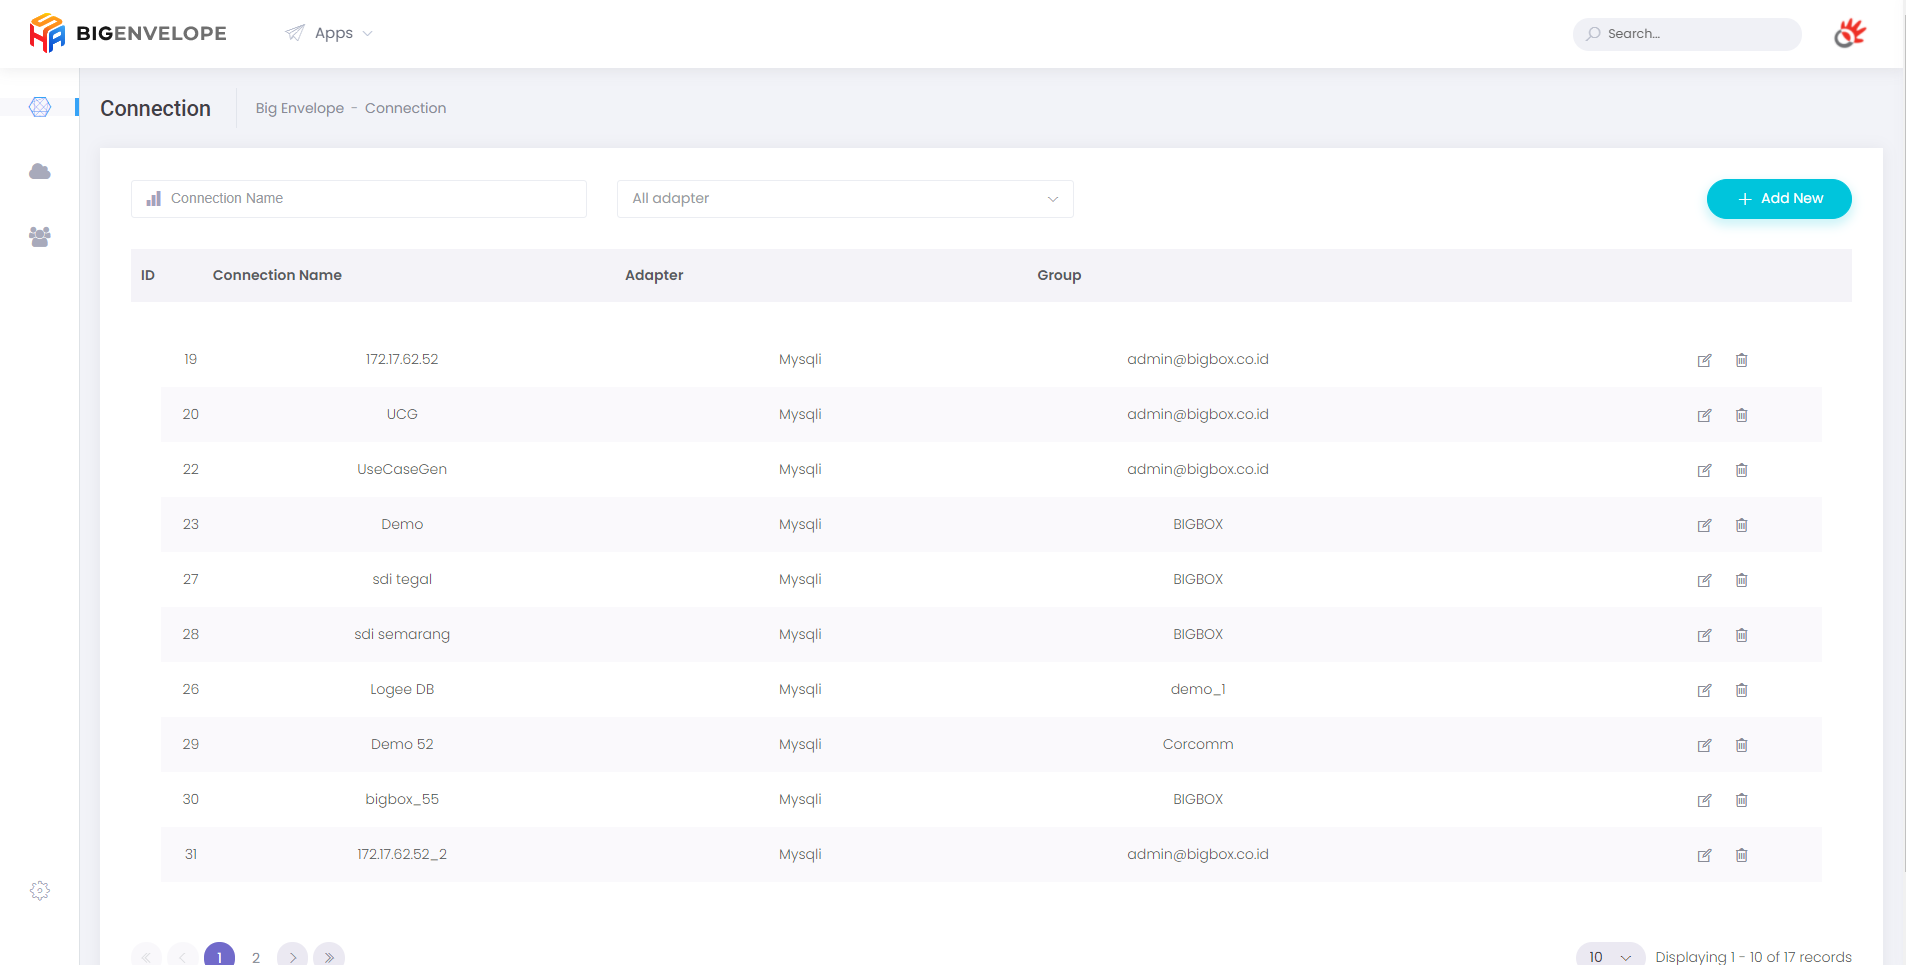 BIGENVELOPE
Apps
Search...
Connection
Big Envelope - Connection
Connection Name
All adapter
+ Add New
ID Connection Name Adapter Group
19 172.17.62.52 Mysqli admin@bigbox.co.id
20 UCG Mysqli admin@bigbox.co.id
22 UseCaseGen Mysqli admin@bigbox.co.id
23 Demo Mysqli BIGBOX
27 sdi tegal Mysqli BIGBOX
28 sdi semarang Mysqli BIGBOX
26 Logee DB Mysqli demo_1
29 Demo 52 Mysqli Corcomm
30 bigbox_55 Mysqli BIGBOX
31 172.17.62.52_2 Mysqli admin@bigbox.co.id
« < 1 2 > » 10 Displaying 1 - 10 of 17 records